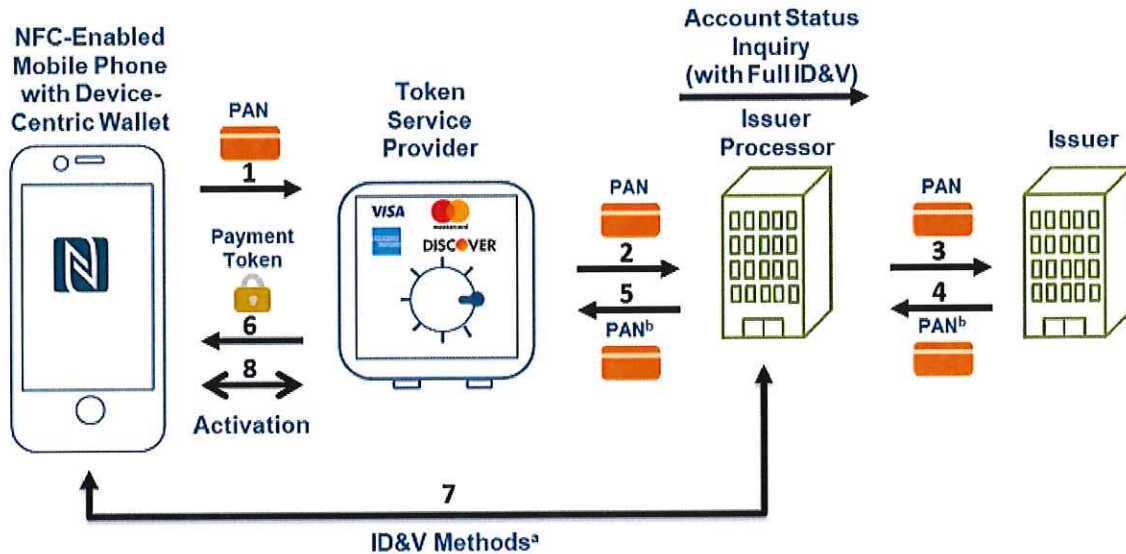 NFC-Enabled
Mobile Phone
with Device-
Centric Wallet
PAN
1
Payment
Token
6
8
Activation
Token
Service
Provider
VISA
mastercard
AMERICAN
EXPRESS
DISCOVER
Account Status
Inquiry
(with Full ID&V)
Issuer
Processor
Issuer
PAN
2
5
PANᵇ
PAN
3
4
PANᵇ
7
ID&V Methodsᵃ